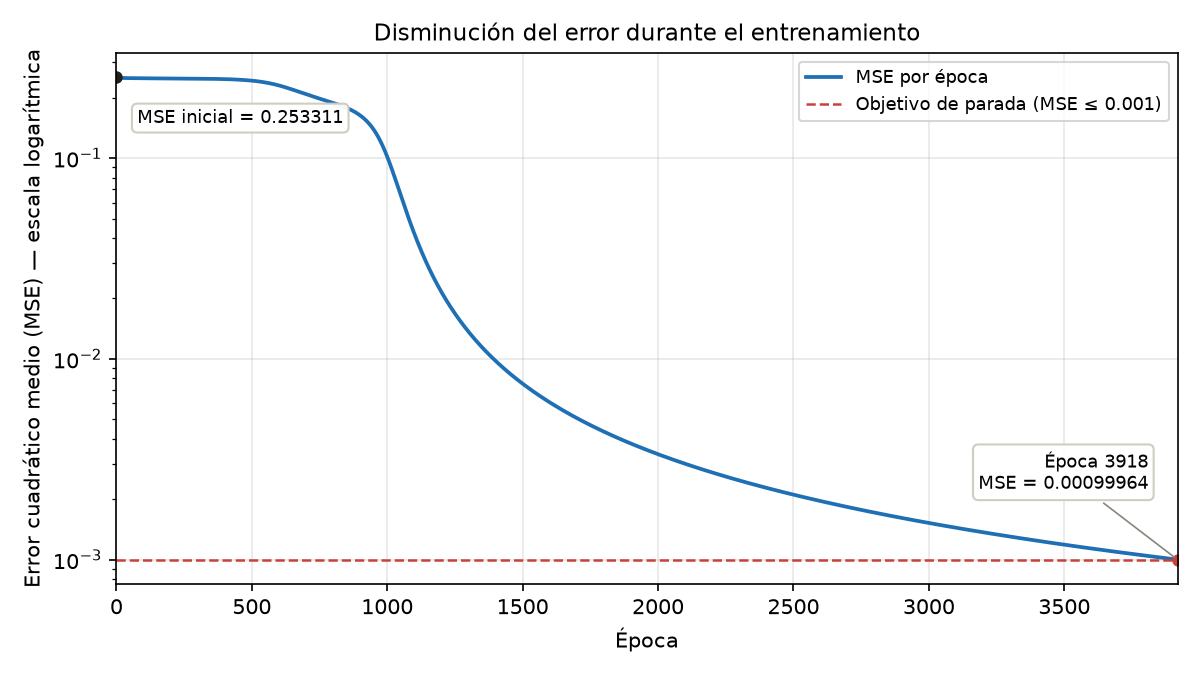 Disminución del error durante el entrenamiento
Error cuadrático medio (MSE) — escala logarítmica
MSE por época
Objetivo de parada (MSE ≤ 0.001)
MSE inicial = 0.253311
10⁻¹
10⁻²
10⁻³
Época 3918
MSE = 0.00099964
0 500 1000 1500 2000 2500 3000 3500
Época